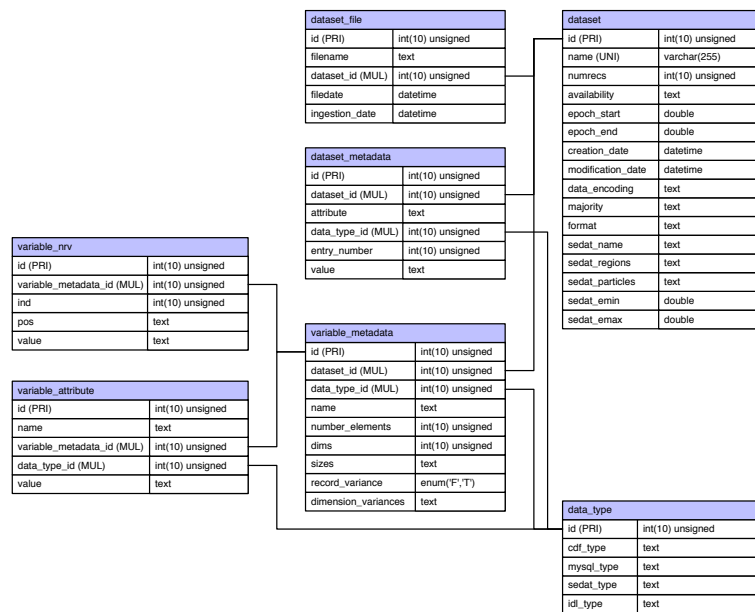 dataset_file
id (PRI) int(10) unsigned
filename text
dataset_id (MUL) int(10) unsigned
filedate datetime
ingestion_date datetime
dataset
id (PRI) int(10) unsigned
name (UNI) varchar(255)
numrecs int(10) unsigned
availability text
epoch_start double
epoch_end double
creation_date datetime
modification_date datetime
data_encoding text
majority text
format text
sedat_name text
sedat_regions text
sedat_particles text
sedat_emin double
sedat_emax double
dataset_metadata
id (PRI) int(10) unsigned
dataset_id (MUL) int(10) unsigned
attribute text
data_type_id (MUL) int(10) unsigned
entry_number int(10) unsigned
value text
variable_nrv
id (PRI) int(10) unsigned
variable_metadata_id (MUL) int(10) unsigned
ind int(10) unsigned
pos text
value text
variable_metadata
id (PRI) int(10) unsigned
dataset_id (MUL) int(10) unsigned
data_type_id (MUL) int(10) unsigned
name text
number_elements int(10) unsigned
dims int(10) unsigned
sizes text
record_variance enum('F','T')
dimension_variances text
variable_attribute
id (PRI) int(10) unsigned
name text
variable_metadata_id (MUL) int(10) unsigned
data_type_id (MUL) int(10) unsigned
value text
data_type
id (PRI) int(10) unsigned
cdf_type text
mysql_type text
sedat_type text
idl_type text